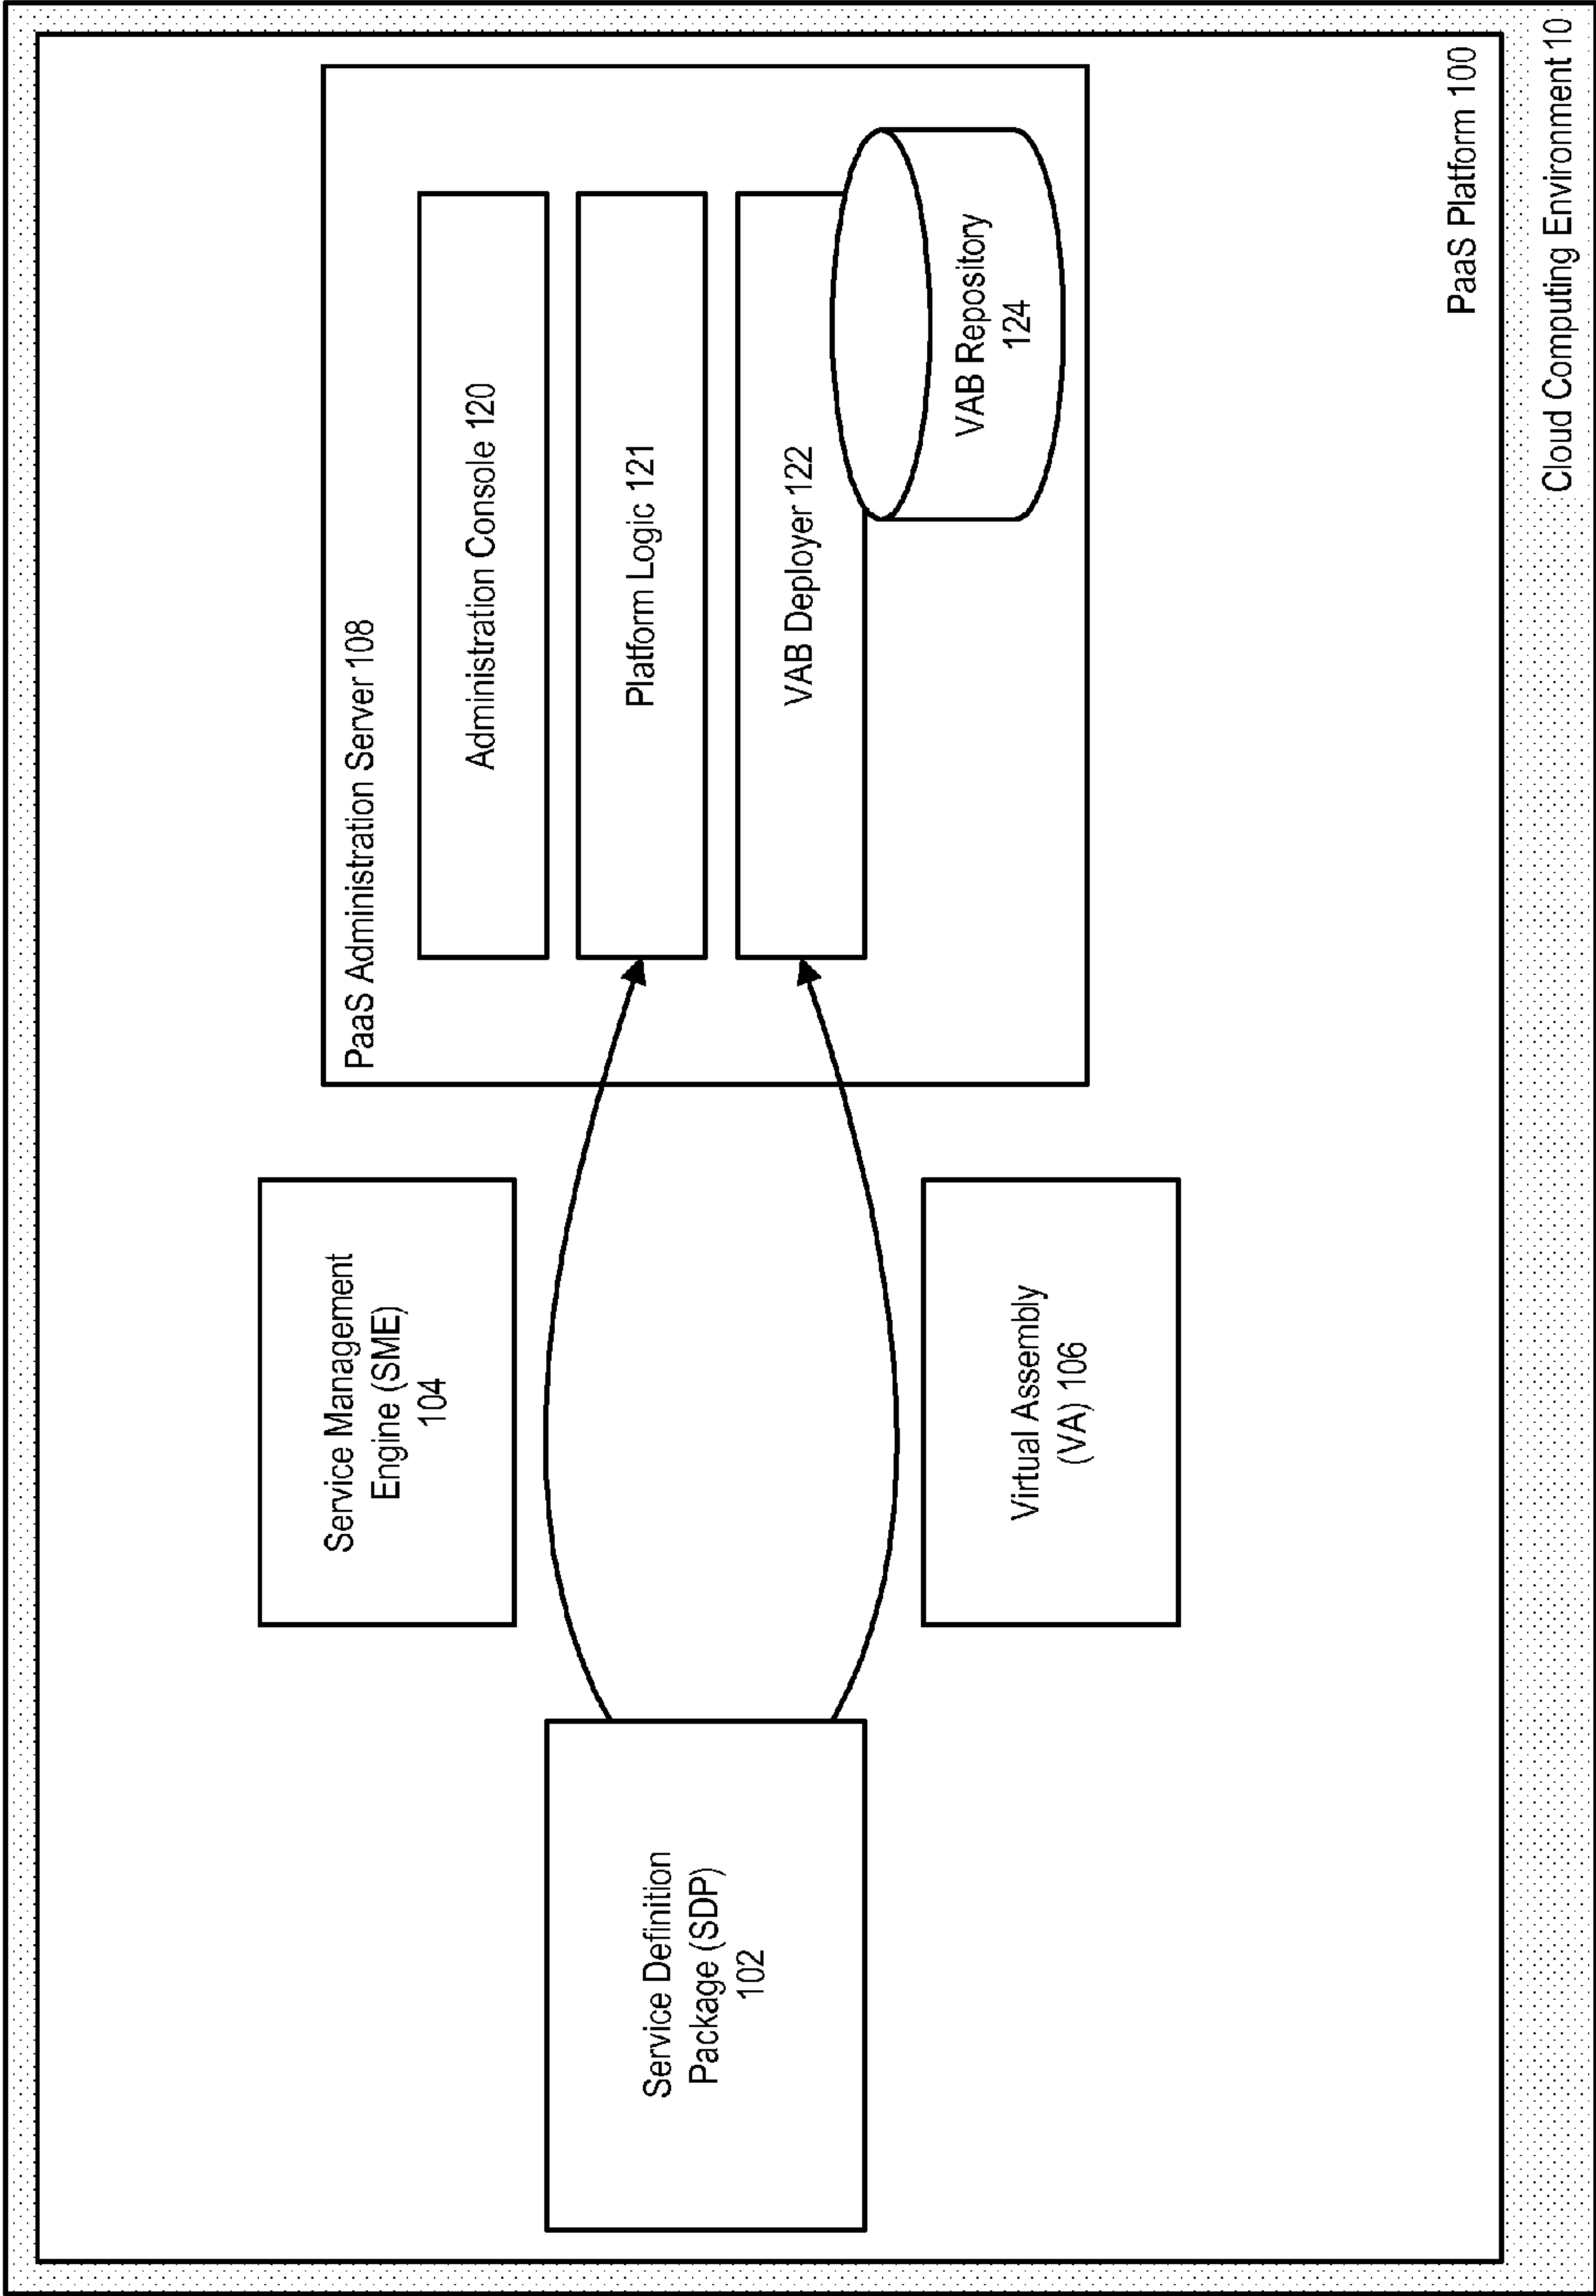 PaaS Administration Server 108
Service Management
Engine (SME)
104
Administration Console 120
Platform Logic 121
Service Definition
Package (SDP)
102
VAB Deployer 122
VAB Repository
124
Virtual Assembly
(VA) 106
PaaS Platform 100
Cloud Computing Environment 10